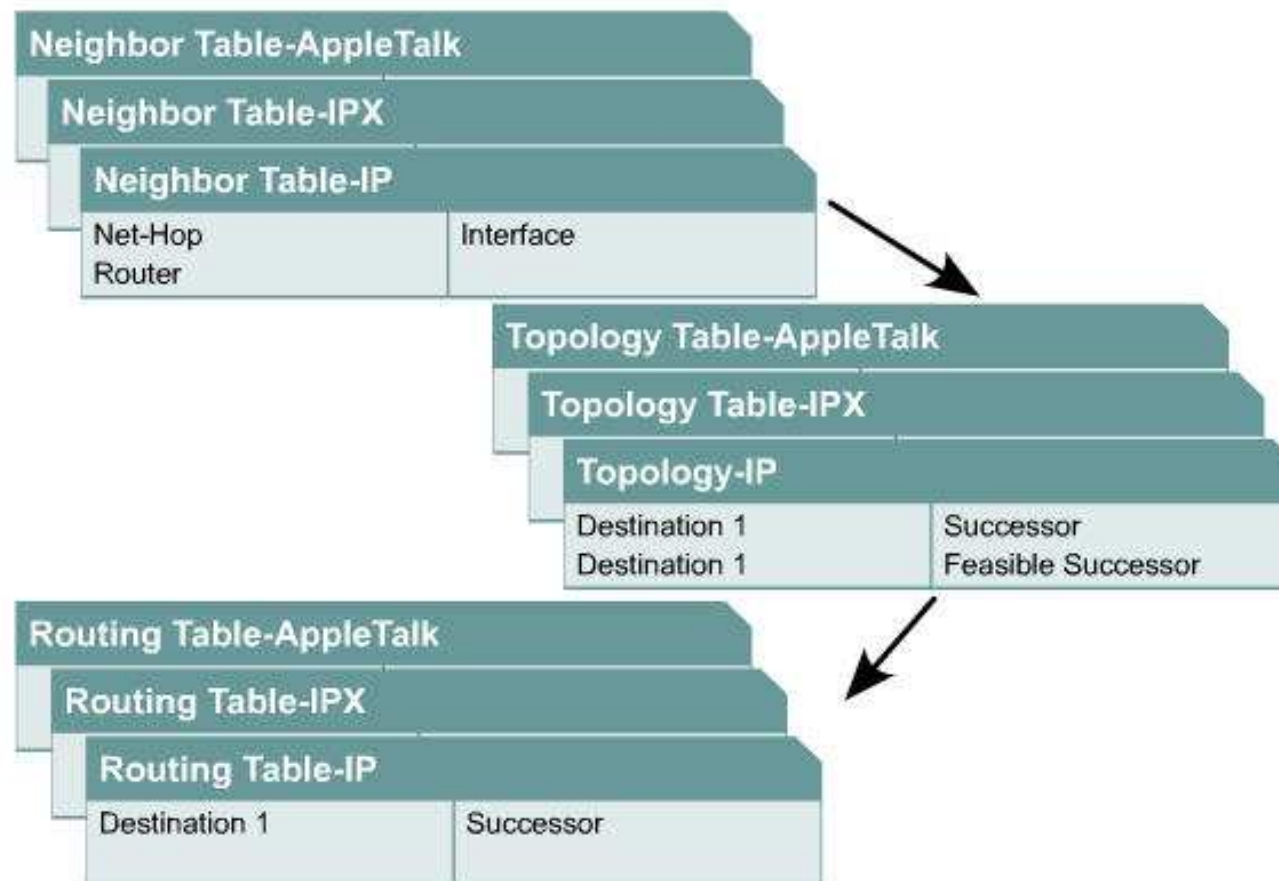 Neighbor Table-AppleTalk
Neighbor Table-IPX
Neighbor Table-IP
Net-Hop Interface
Router
Topology Table-AppleTalk
Topology Table-IPX
Topology-IP
Destination 1 Successor
Destination 1 Feasible Successor
Routing Table-AppleTalk
Routing Table-IPX
Routing Table-IP
Destination 1 Successor